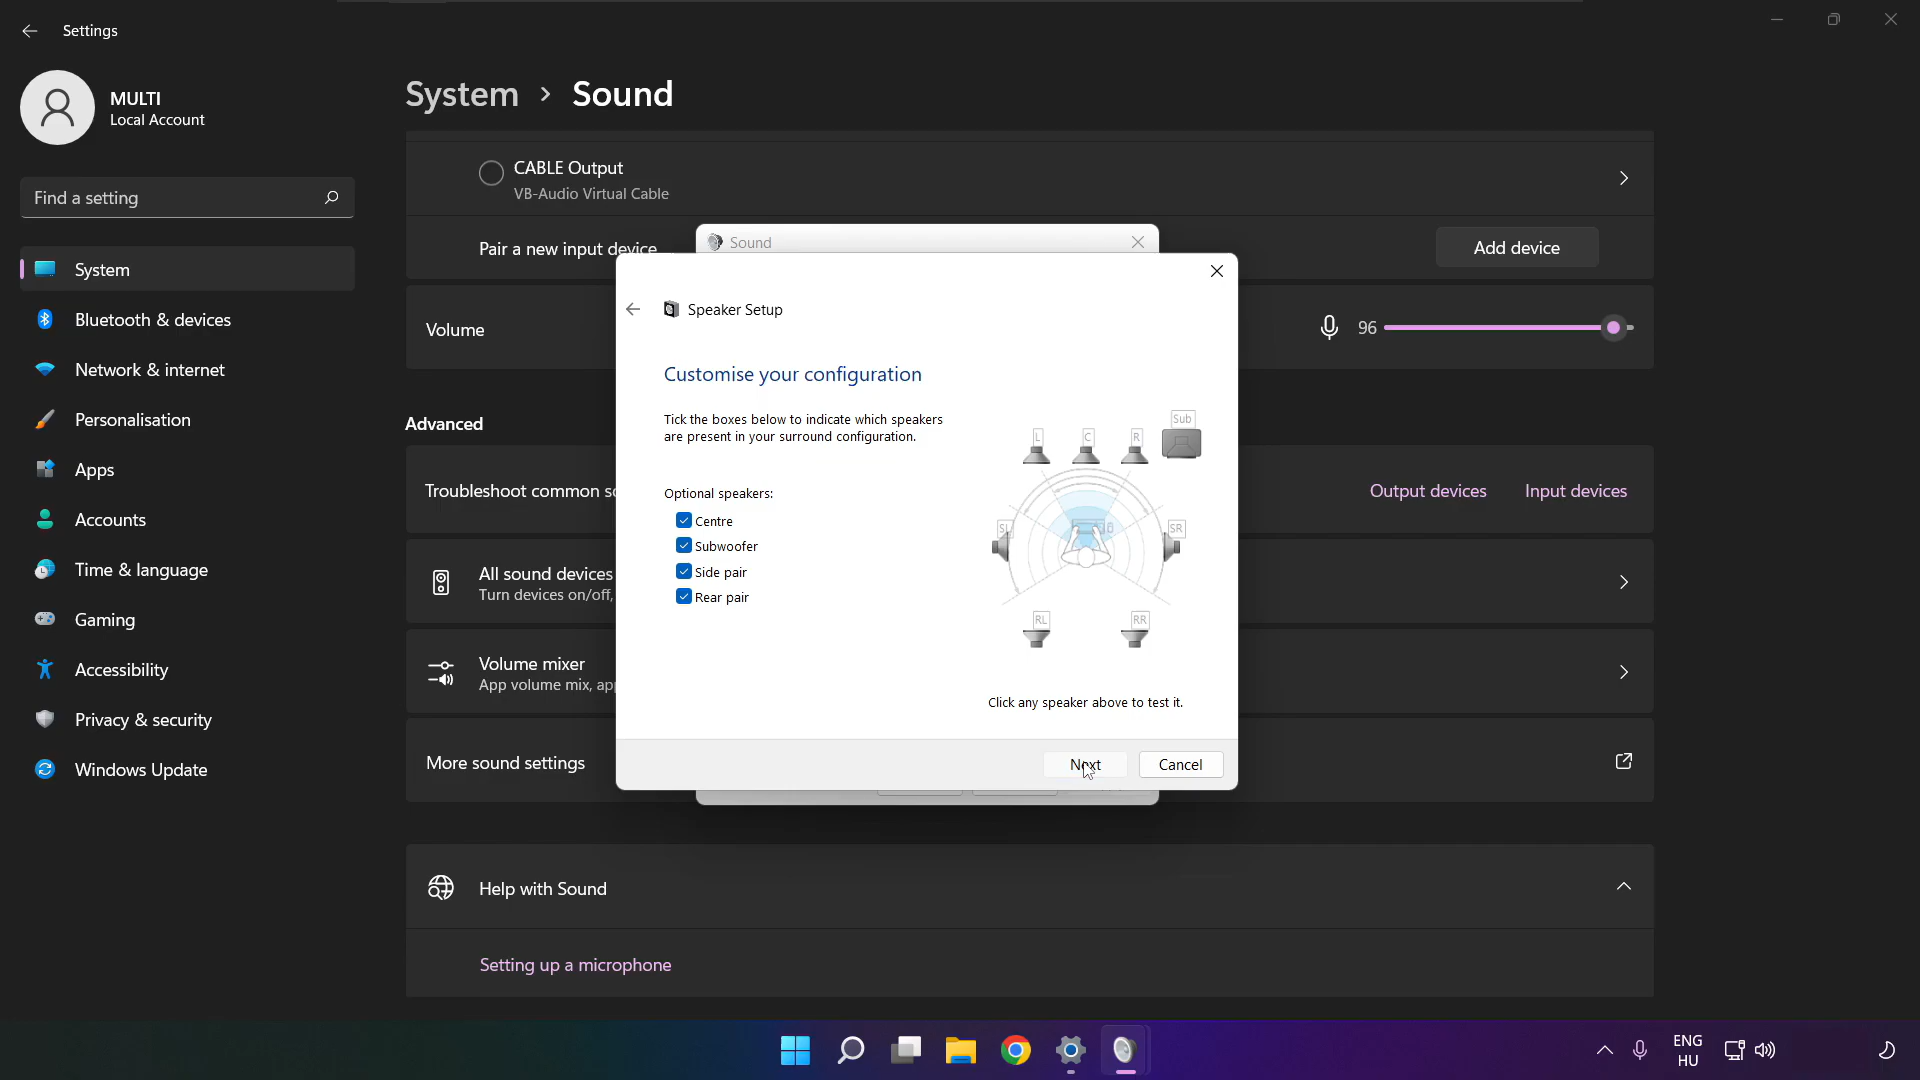 Settings
MULTI
Local Account
Find a setting
System
Bluetooth & devices
Network & internet
Personalisation
Apps
Accounts
Time & language
Gaming
Accessibility
Privacy & security
Windows Update
System > Sound
CABLE Output
VB-Audio Virtual Cable
Pair a new input device
Add device
Volume
96
Advanced
Troubleshoot common
Output devices
Input devices
All sound devices
Turn devices on/off,
Volume mixer
App volume mix,
More sound settings
Help with Sound
Setting up a microphone
Sound
Speaker Setup
Customise your configuration
Tick the boxes below to indicate which speakers
are present in your surround configuration.
Optional speakers:
Centre
Subwoofer
Side pair
Rear pair
L
C
R
Sub
SL
SR
RL
RR
Click any speaker above to test it.
Next
Cancel
ENG
HU